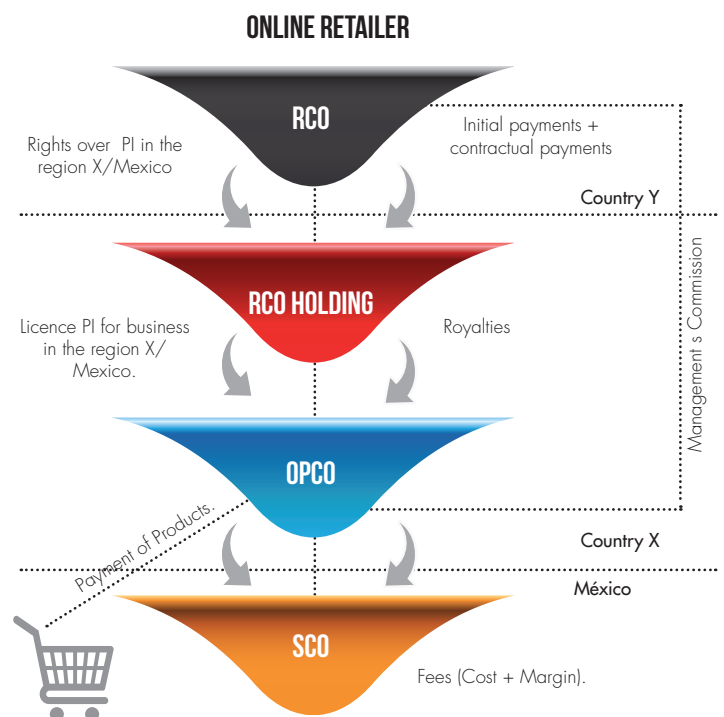 ONLINE RETAILER
RCO
Rights over PI in the
region X/Mexico
Initial payments +
contractual payments
Country Y
RCO HOLDING
Licence PI for business
in the region X/
Mexico.
Royalties
Management s Commission
OPCO
Payment of Products.
Country X
México
SCO
Fees (Cost + Margin).